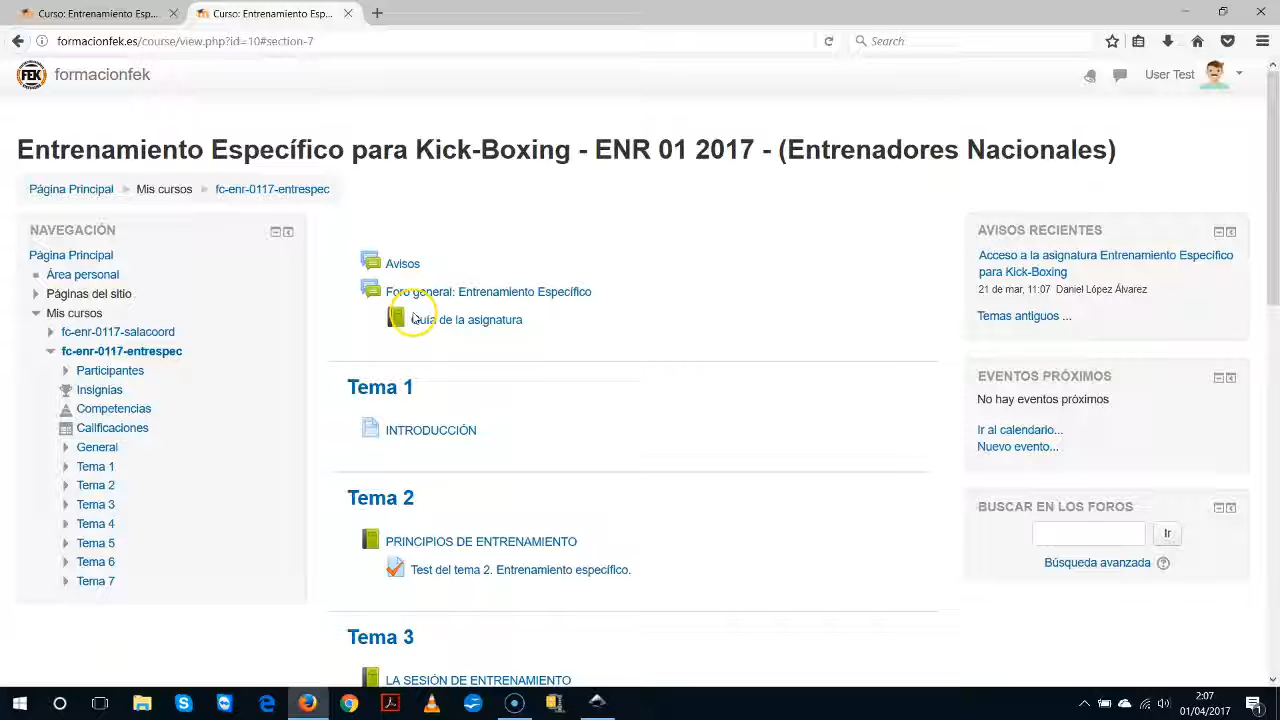 Curso: Entrenamiento Esp...
Curso: Entrenamiento Esp...
formacionfek.es/course/view.php?id=10#section-7
Search
FEK
formacionfek
User Test
Entrenamiento Específico para Kick-Boxing - ENR 01 2017 - (Entrenadores Nacionales)
Página Principal
Mis cursos
fc-enr-0117-entrespec
NAVEGACIÓN
Página Principal
Área personal
Páginas del sitio
Mis cursos
fc-enr-0117-salacoord
fc-enr-0117-entrespec
Participantes
Insignias
Competencias
Calificaciones
General
Tema 1
Tema 2
Tema 3
Tema 4
Tema 5
Tema 6
Tema 7
Avisos
Foro general: Entrenamiento Específico
Guía de la asignatura
Tema 1
INTRODUCCIÓN
Tema 2
PRINCIPIOS DE ENTRENAMIENTO
Test del tema 2. Entrenamiento específico.
Tema 3
LA SESIÓN DE ENTRENAMIENTO
AVISOS RECIENTES
Acceso a la asignatura Entrenamiento Específico
para Kick-Boxing
21 de mar, 11:07 Daniel López Álvarez
Temas antiguos ...
EVENTOS PRÓXIMOS
No hay eventos próximos
Ir al calendario...
Nuevo evento...
BUSCAR EN LOS FOROS
Ir
Búsqueda avanzada
2:07
01/04/2017